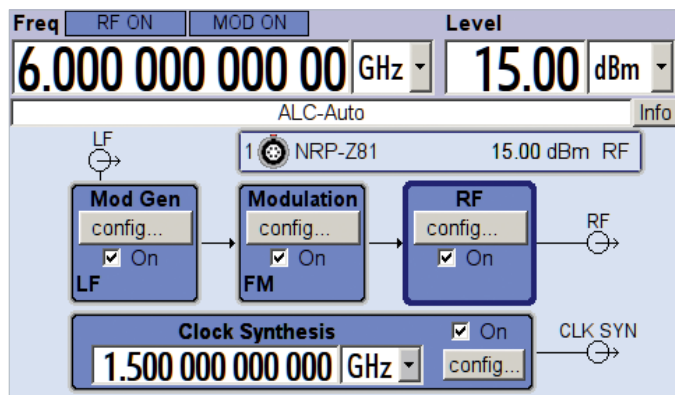 Freq RF ON MOD ON Level
6.000 000 000 00 GHz 15.00 dBm
ALC-Auto Info
LF
1 NRP-Z81 15.00 dBm RF
Mod Gen Modulation RF
config... config... config... RF
On On On
LF FM
Clock Synthesis On CLK SYN
1.500 000 000 000 GHz config...